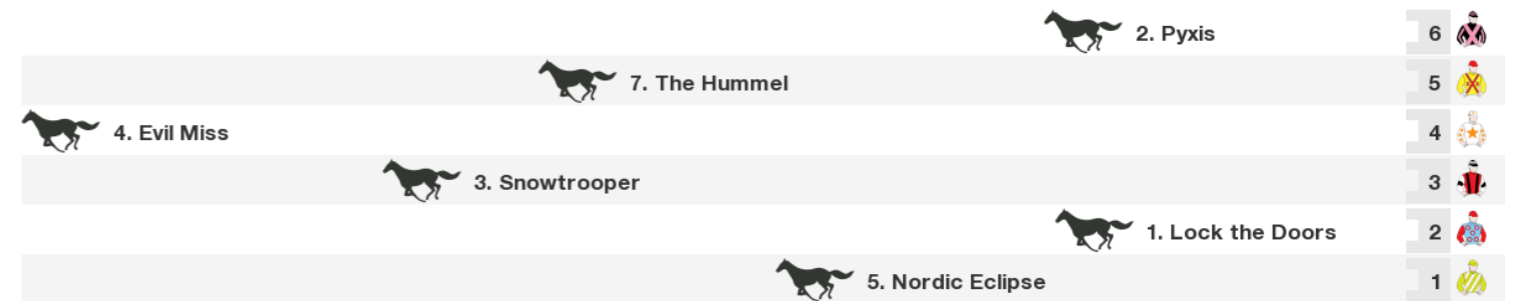 2. Pyxis 6
7. The Hummel 5
4. Evil Miss 4
3. Snowtrooper 3
1. Lock the Doors 2
5. Nordic Eclipse 1